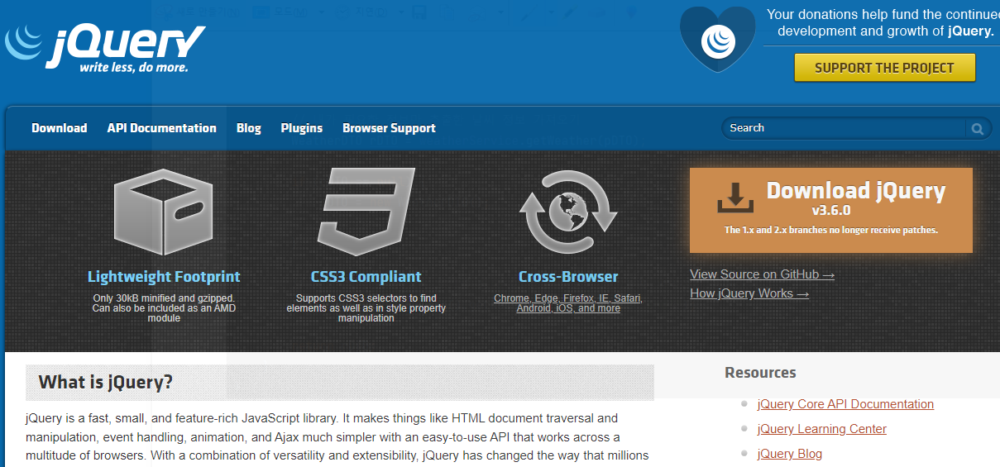 jQuery
write less, do more.
Your donations help fund the continued
development and growth of jQuery.
SUPPORT THE PROJECT
Download API Documentation Blog Plugins Browser Support
Search
Lightweight Footprint
Only 30kB minified and gzipped.
Can also be included as an AMD
module
CSS3 Compliant
Supports CSS3 selectors to find
elements as well as in style property
manipulation
Cross-Browser
Chrome, Edge, Firefox, IE, Safari,
Android, iOS, and more
Download jQuery
v3.6.0
The 1.x and 2.x branches no longer receive patches.
View Source on GitHub →
How jQuery Works →
What is jQuery?
jQuery is a fast, small, and feature-rich JavaScript library. It makes things like HTML document traversal and
manipulation, event handling, animation, and Ajax much simpler with an easy-to-use API that works across a
multitude of browsers. With a combination of versatility and extensibility, jQuery has changed the way that millions
Resources
jQuery Core API Documentation
jQuery Learning Center
jQuery Blog